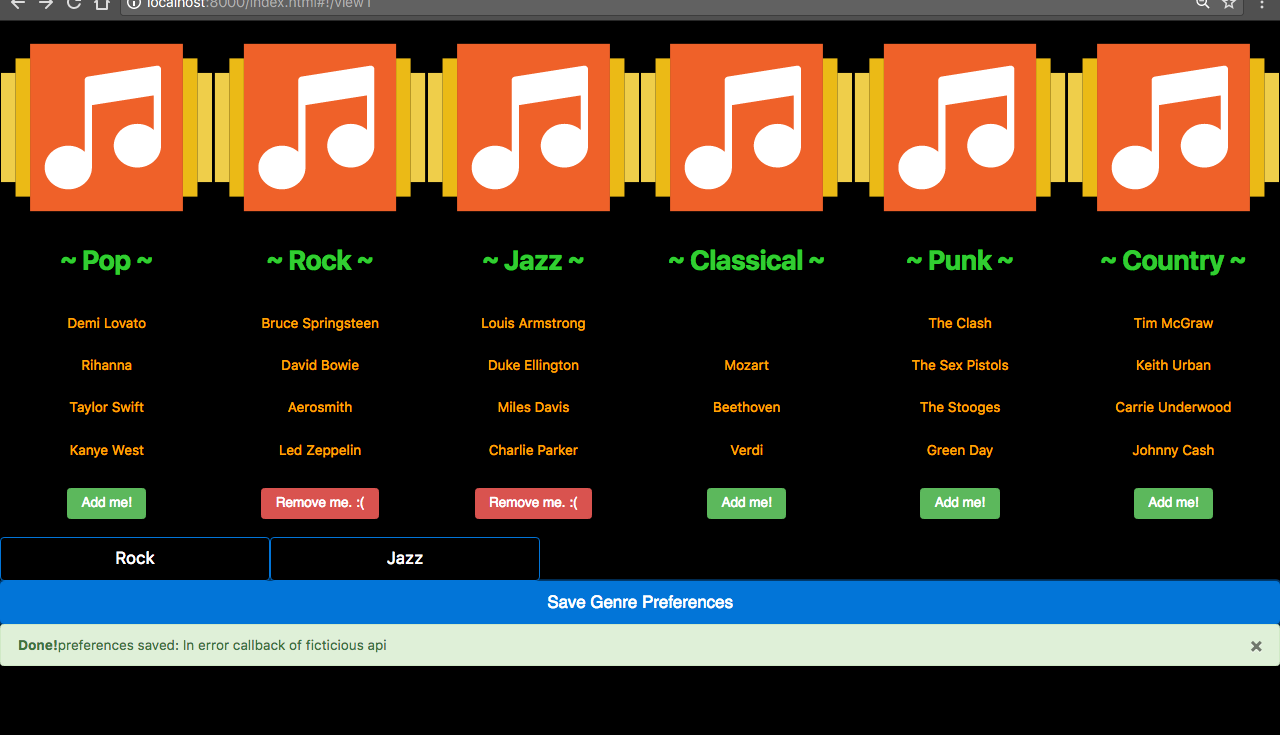 localhost:8000/index.html#!/view1
~ Pop ~ ~ Rock ~ ~ Jazz ~ ~ Classical ~ ~ Punk ~ ~ Country ~
Demi Lovato Bruce Springsteen Louis Armstrong The Clash Tim McGraw
Rihanna David Bowie Duke Ellington Mozart The Sex Pistols Keith Urban
Taylor Swift Aerosmith Miles Davis Beethoven The Stooges Carrie Underwood
Kanye West Led Zeppelin Charlie Parker Verdi Green Day Johnny Cash
Add me! Remove me. :( Remove me. :( Add me! Add me! Add me!
Rock Jazz
Save Genre Preferences
Done!preferences saved: In error callback of ficticious api ×